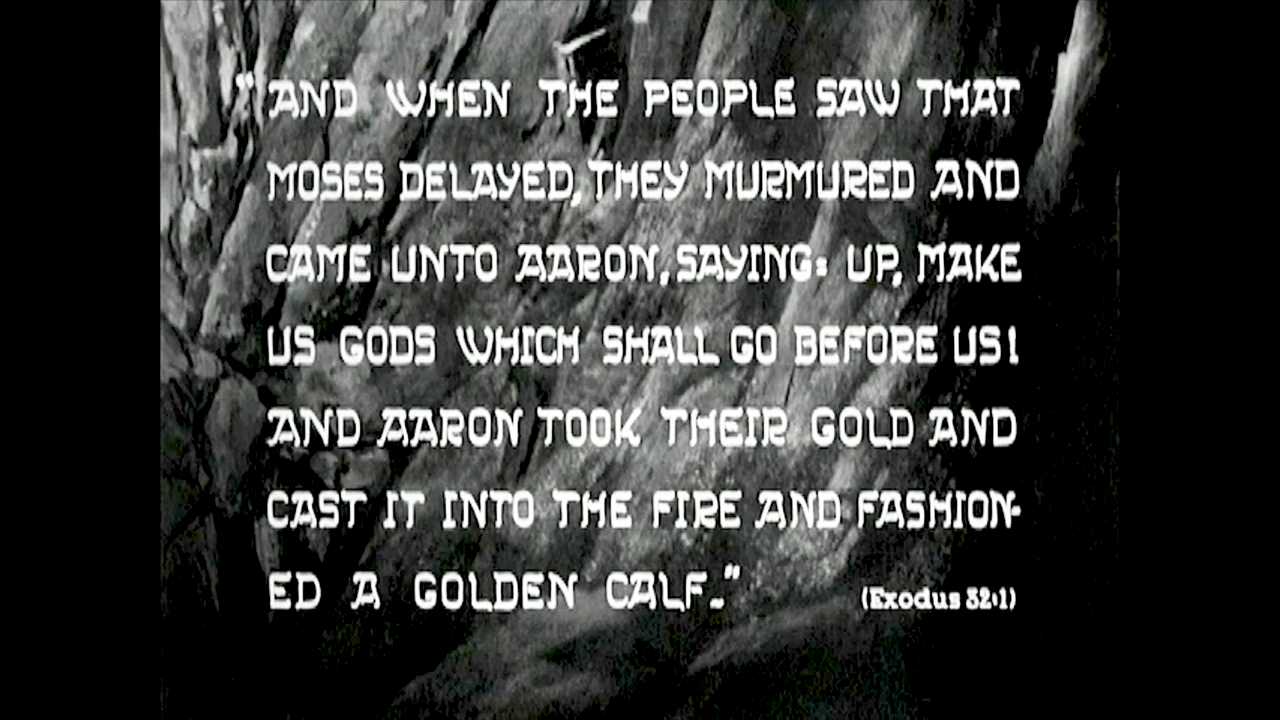 "AND WHEN THE PEOPLE SAW THAT
MOSES DELAYED, THEY MURMURED AND
CAME UNTO AARON, SAYING: UP, MAKE
US GODS WHICH SHALL GO BEFORE US!
AND AARON TOOK THEIR GOLD AND
CAST IT INTO THE FIRE AND FASHION-
ED A GOLDEN CALF."
(Exodus 32:1)